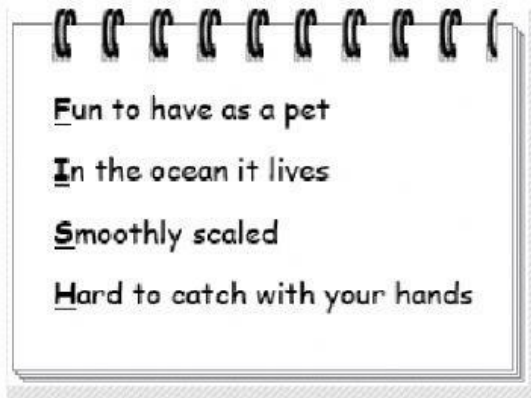 Fun to have as a pet
In the ocean it lives
Smoothly scaled
Hard to catch with your hands